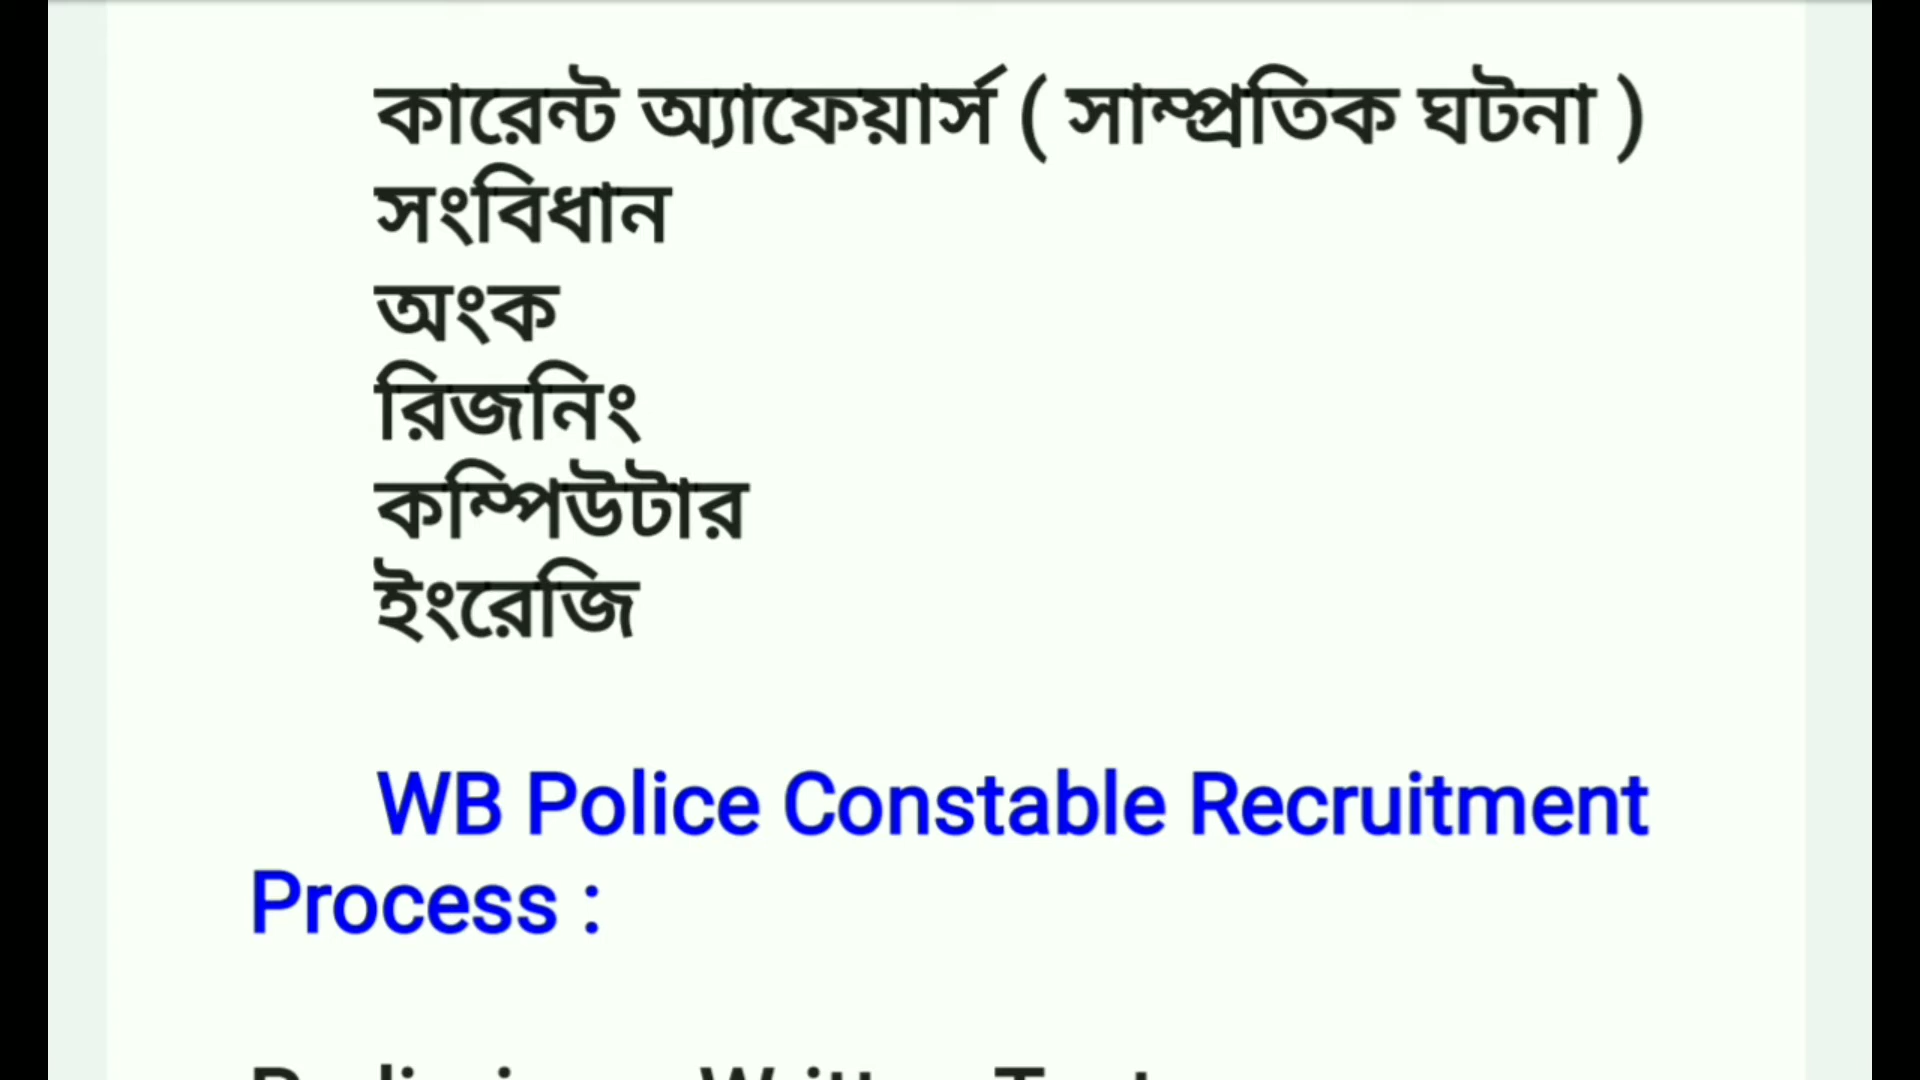 কারেন্ট অ্যাফেয়ার্স ( সাম্প্রতিক ঘটনা )
সংবিধান
অংক
রিজনিং
কম্পিউটার
ইংরেজি
WB Police Constable Recruitment
Process :